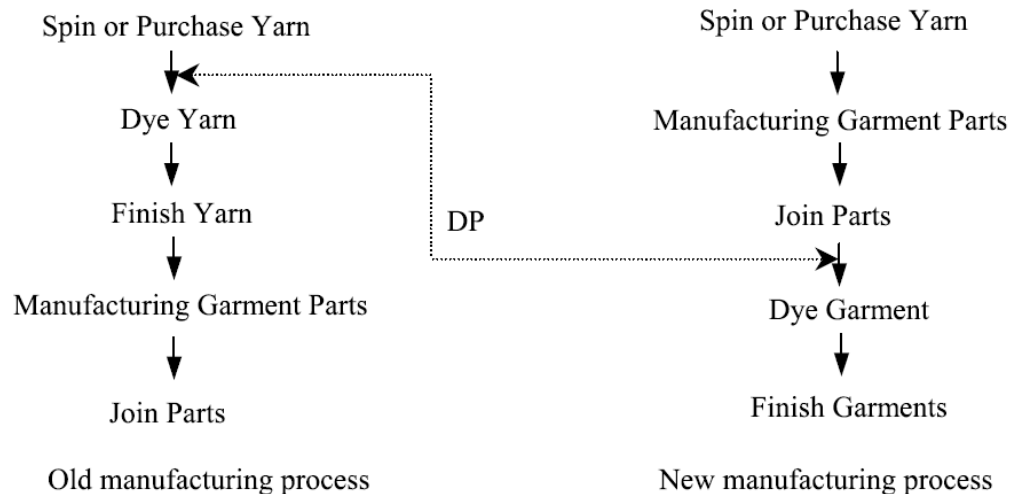 Spin or Purchase Yarn
Dye Yarn
Finish Yarn
Manufacturing Garment Parts
Join Parts
Old manufacturing process
DP
Spin or Purchase Yarn
Manufacturing Garment Parts
Join Parts
Dye Garment
Finish Garments
New manufacturing process